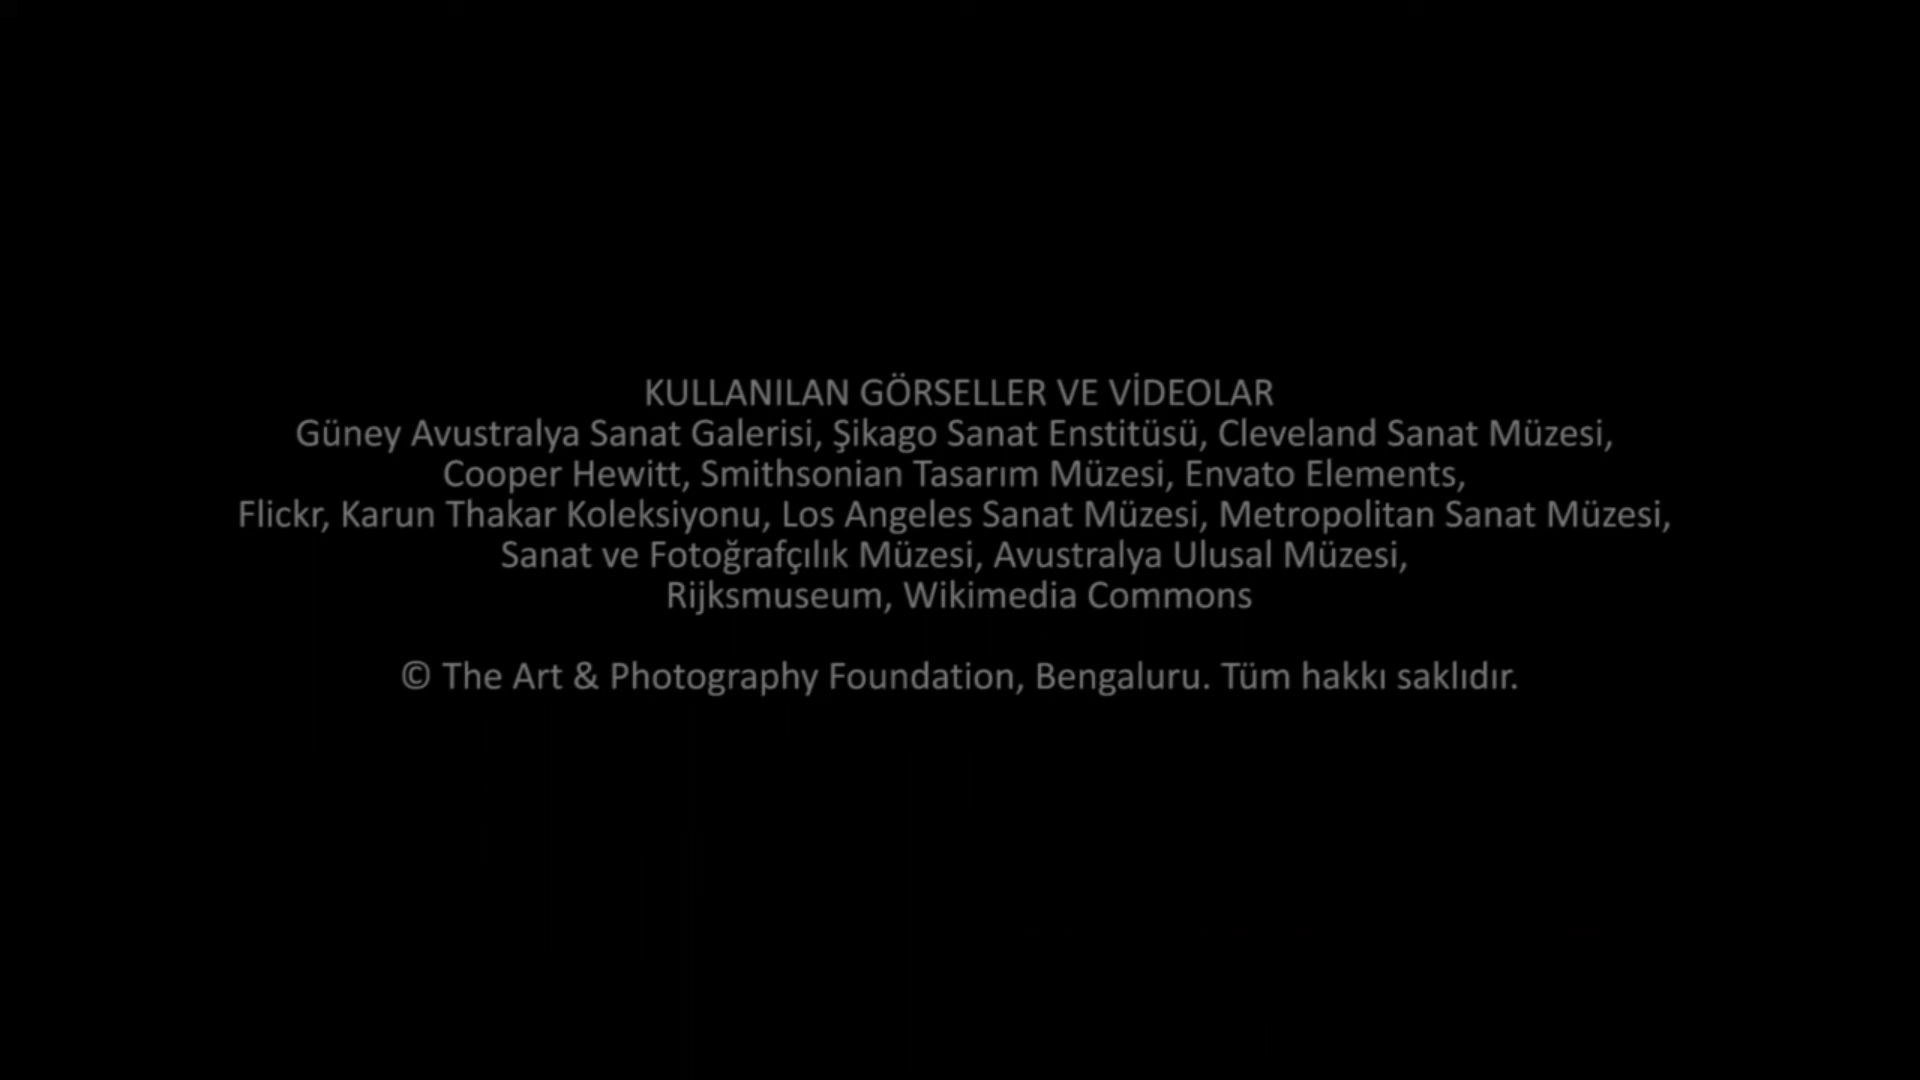 KULLANILAN GÖRSELLER VE VİDEOLAR
Güney Avustralya Sanat Galerisi, Şikago Sanat Enstitüsü, Cleveland Sanat Müzesi,
Cooper Hewitt, Smithsonian Tasarım Müzesi, Envato Elements,
Flickr, Karun Thakar Koleksiyonu, Los Angeles Sanat Müzesi, Metropolitan Sanat Müzesi,
Sanat ve Fotoğrafçılık Müzesi, Avustralya Ulusal Müzesi,
Rijksmuseum, Wikimedia Commons
© The Art & Photography Foundation, Bengaluru. Tüm hakkı saklıdır.